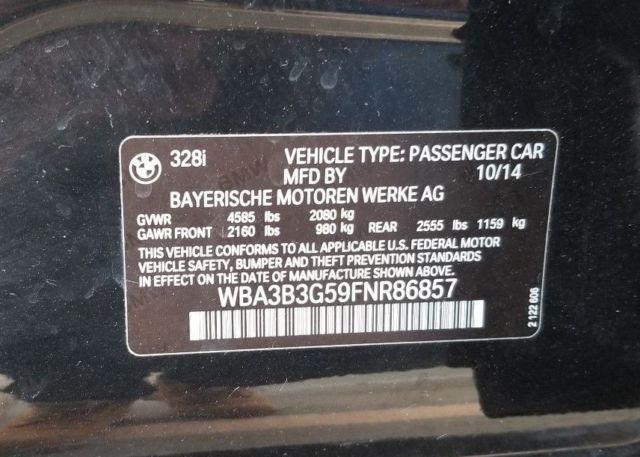 BMW
328i VEHICLE TYPE: PASSENGER CAR
MFD BY 10/14
BAYERISCHE MOTOREN WERKE AG
GVWR 4585 lbs 2080 kg
GAWR FRONT 2160 lbs 980 kg REAR 2555 lbs 1159 kg
THIS VEHICLE CONFORMS TO ALL APPLICABLE U.S. FEDERAL MOTOR
VEHICLE SAFETY, BUMPER AND THEFT PREVENTION STANDARDS
IN EFFECT ON THE DATE OF MANUFACTURE SHOWN ABOVE
WBA3B3G59FNR86857
2 122 606